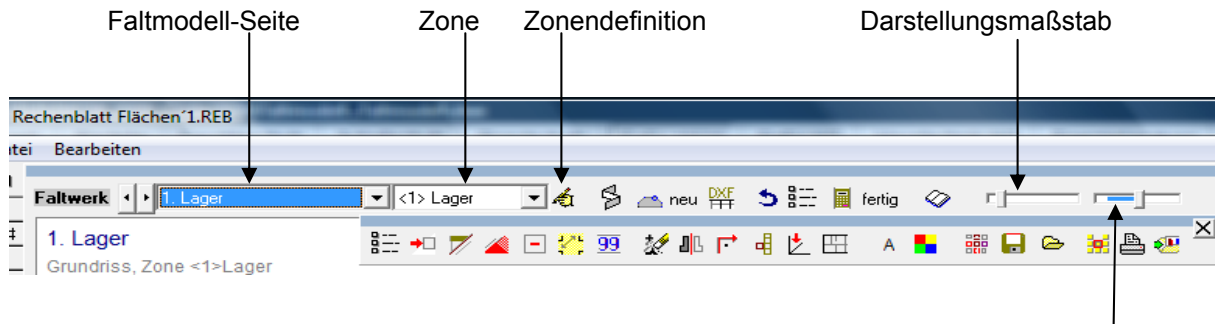 Faltmodell-Seite Zone Zonendefinition Darstellungsmaßstab
Rechenblatt Flächen´1.REB
tei Bearbeiten
Faltwerk 1. Lager <1> Lager neu DXF fertig
1. Lager 99 A
Grundriss, Zone <1>Lager